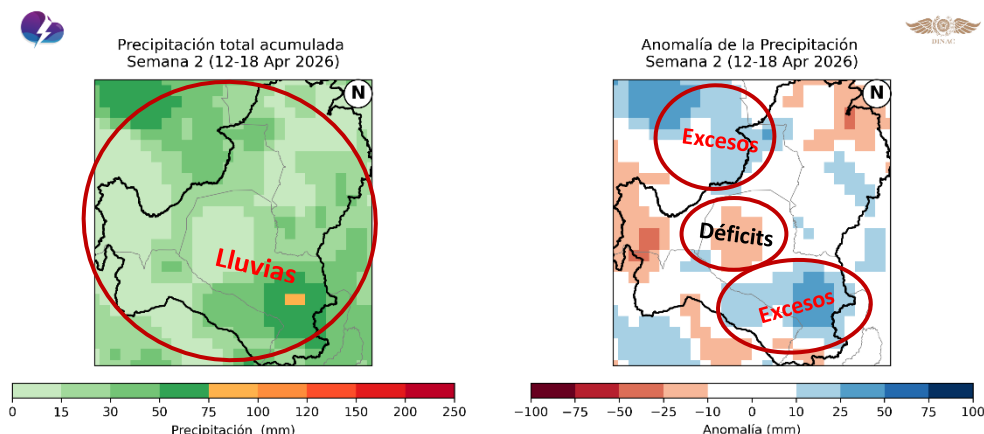 Precipitación total acumulada
Semana 2 (12-18 Apr 2026)
N
Lluvias
0 15 30 50 75 100 120 150 200 250
Precipitación (mm)
DINAC
Anomalía de la Precipitación
Semana 2 (12-18 Apr 2026)
N
Excesos
Déficits
Excesos
−100 −75 −50 −25 −10 0 10 25 50 75 100
Anomalía (mm)